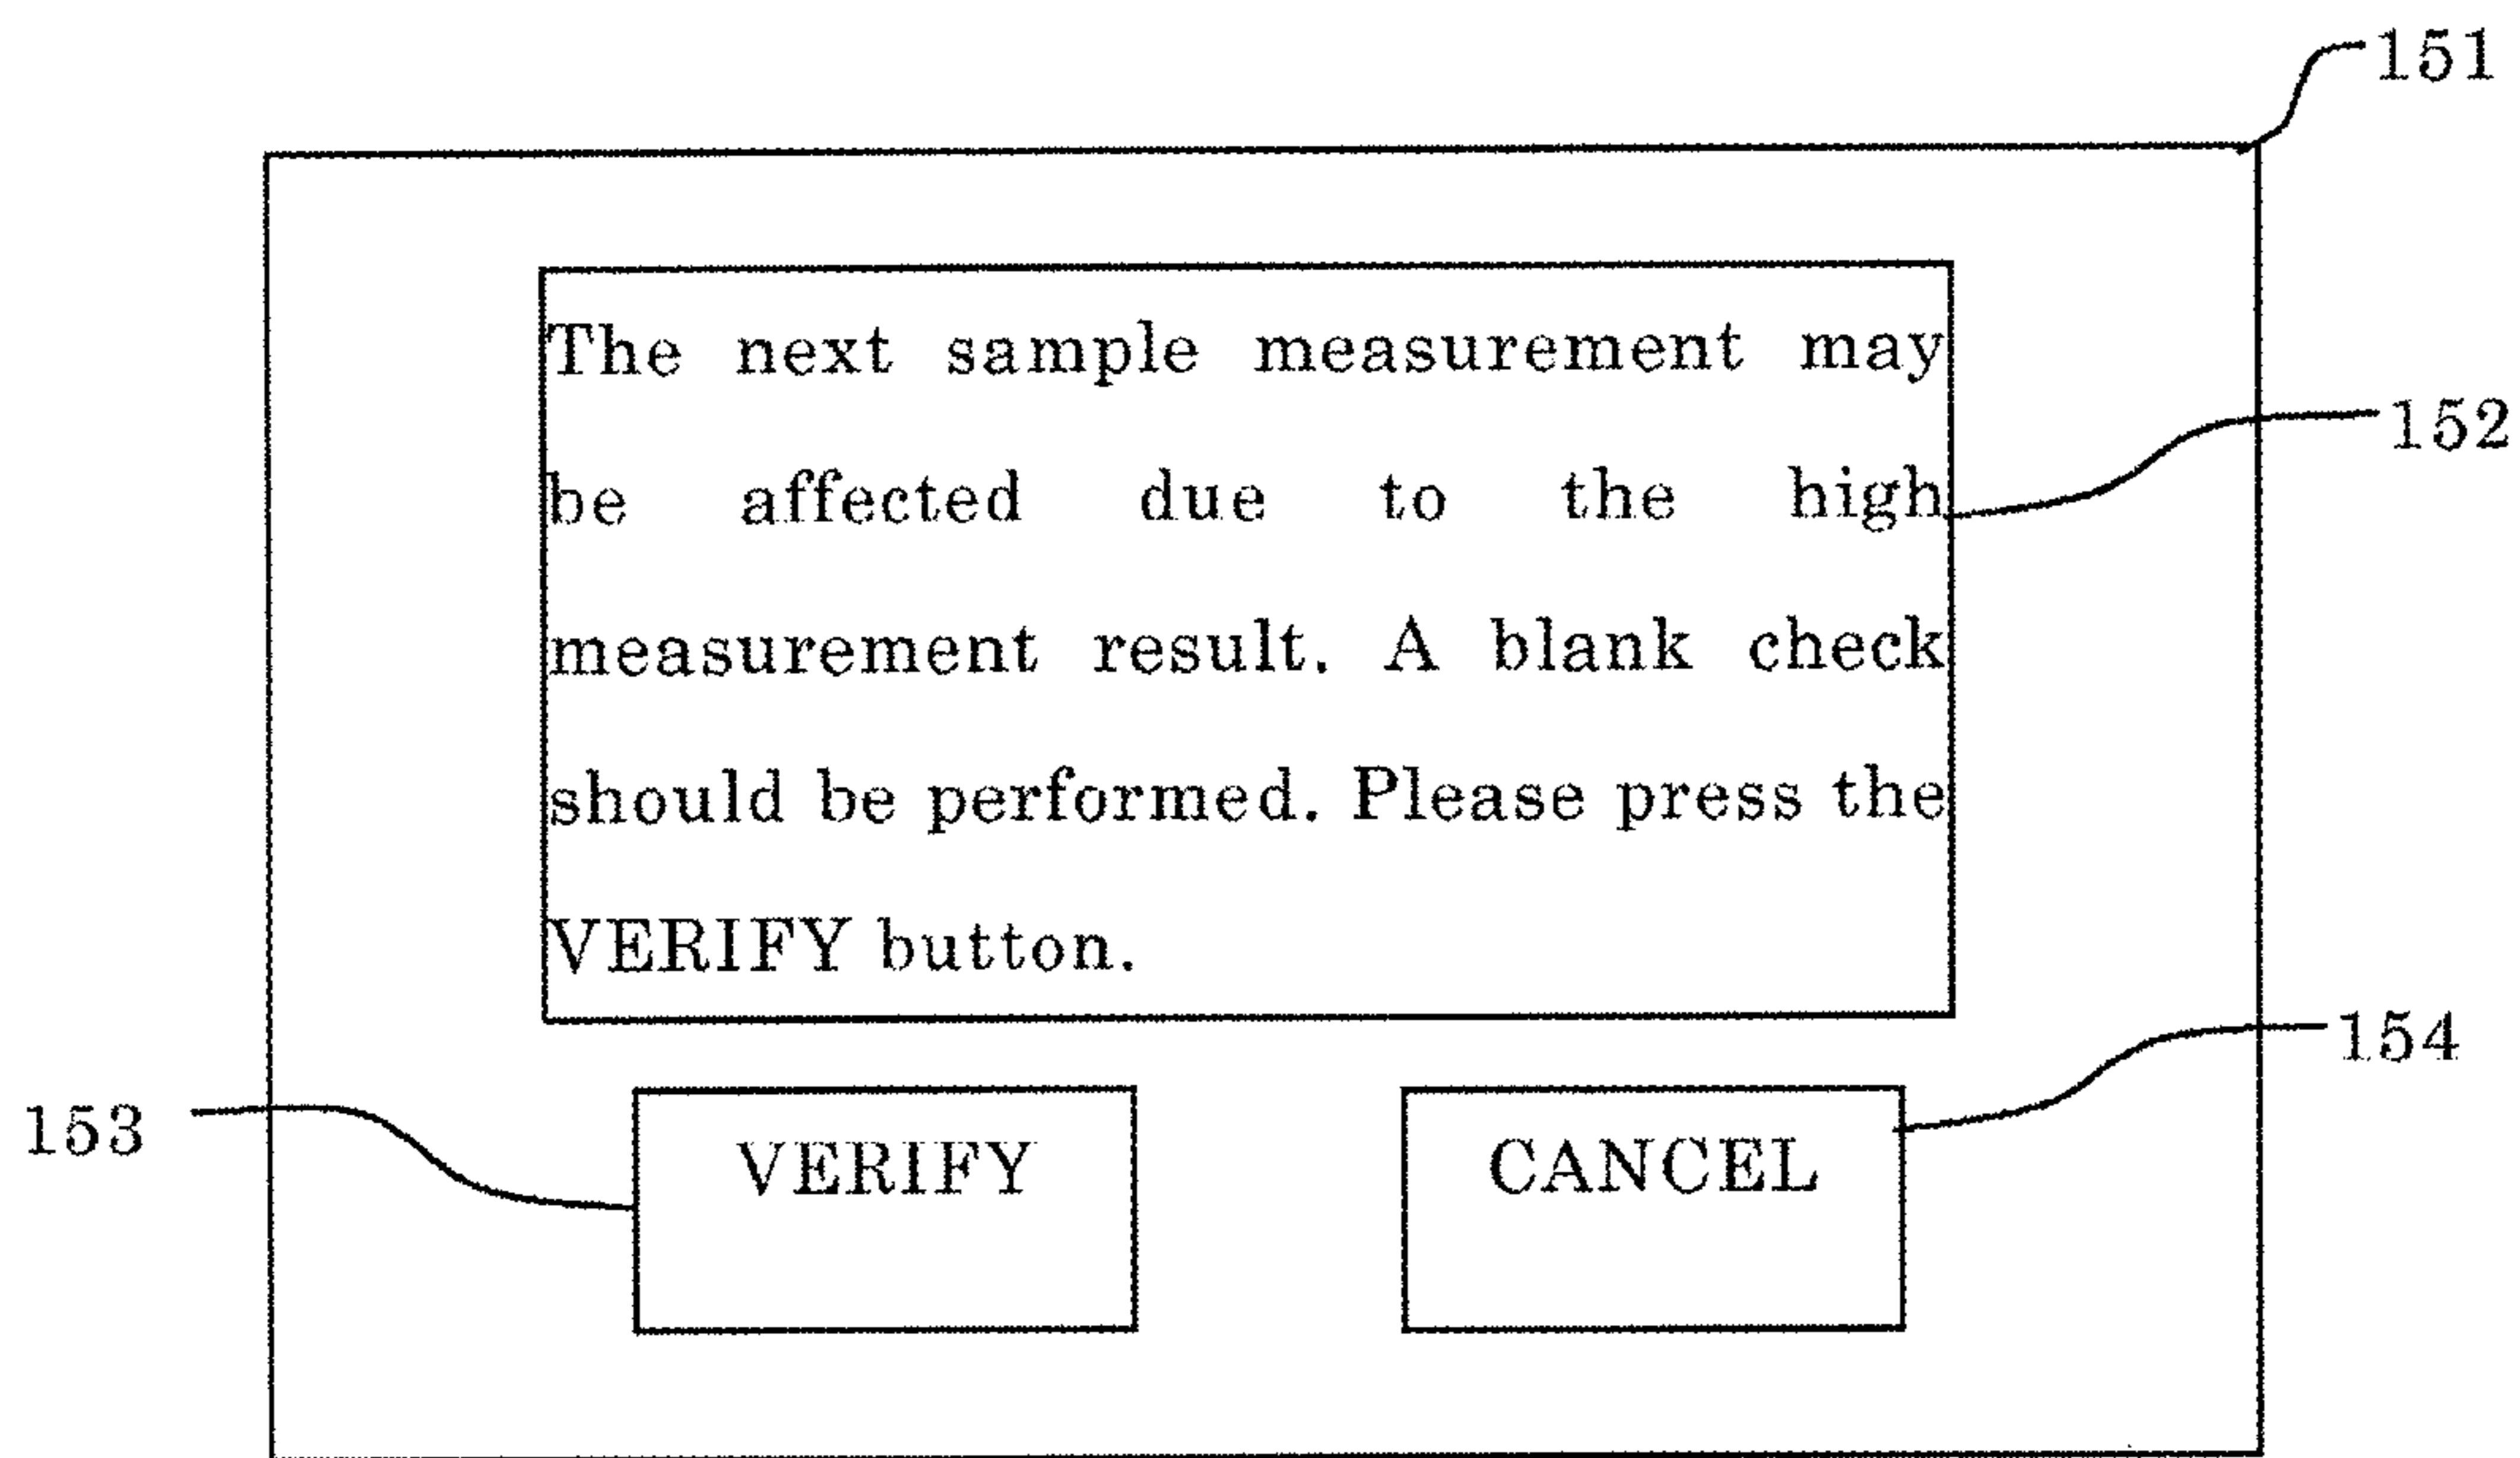 151
The next sample measurement may
be affected due to the high
152
measurement result. A blank check
should be performed. Please press the
VERIFY button.
154
153
VERIFY CANCEL